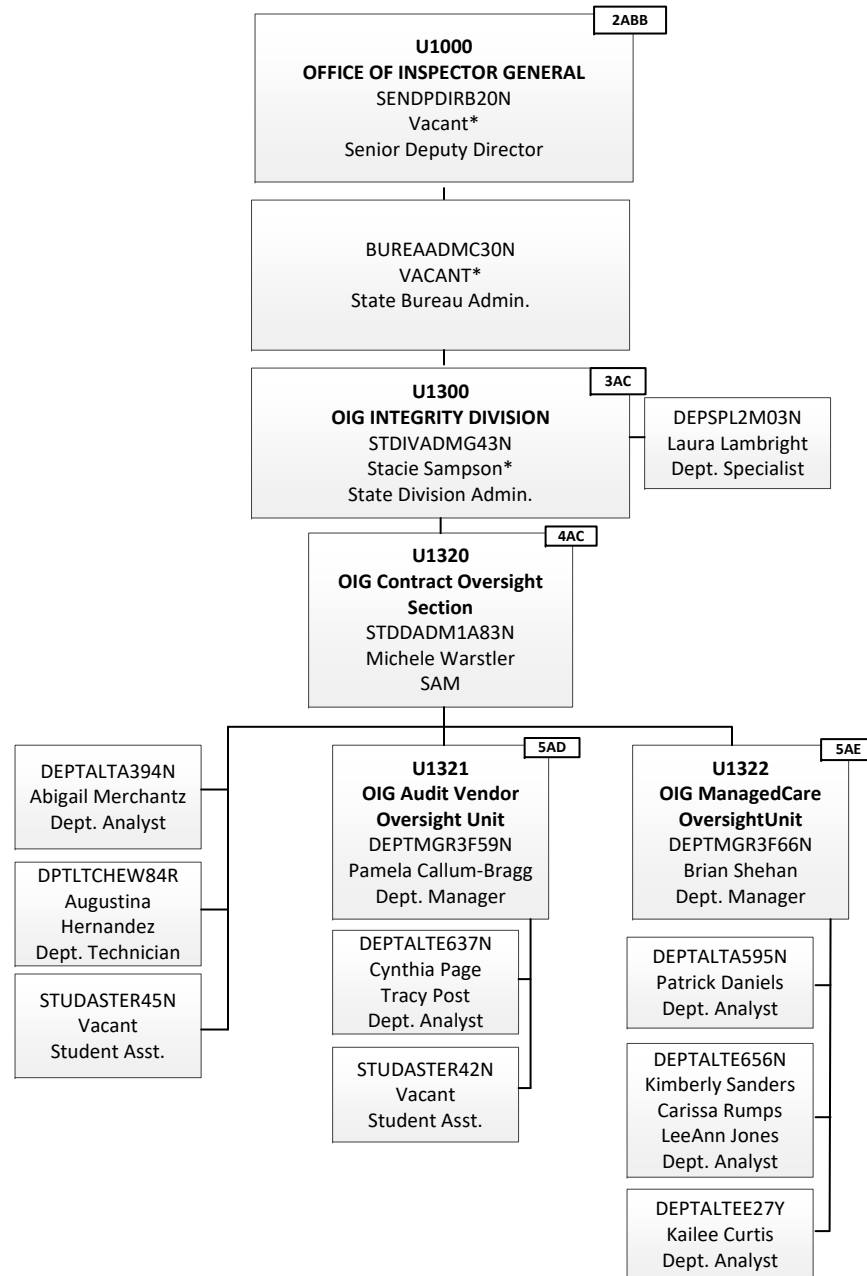 2ABB
U1000
OFFICE OF INSPECTOR GENERAL
SENDPDIRB20N
Vacant*
Senior Deputy Director
BUREAADMC30N
VACANT*
State Bureau Admin.
3AC
U1300
OIG INTEGRITY DIVISION
STDIVADMG43N
Stacie Sampson*
State Division Admin.
DEPSPL2M03N
Laura Lambright
Dept. Specialist
4AC
U1320
OIG Contract Oversight
Section
STDDADM1A83N
Michele Warstler
SAM
DEPTALTA394N
Abigail Merchantz
Dept. Analyst
DPTLTCHEW84R
Augustina
Hernandez
Dept. Technician
STUDASTER45N
Vacant
Student Asst.
5AD
U1321
OIG Audit Vendor
Oversight Unit
DEPTMGR3F59N
Pamela Callum-Bragg
Dept. Manager
DEPTALTE637N
Cynthia Page
Tracy Post
Dept. Analyst
STUDASTER42N
Vacant
Student Asst.
5AE
U1322
OIG ManagedCare
OversightUnit
DEPTMGR3F66N
Brian Shehan
Dept. Manager
DEPTALTA595N
Patrick Daniels
Dept. Analyst
DEPTALTE656N
Kimberly Sanders
Carissa Rumps
LeeAnn Jones
Dept. Analyst
DEPTALTEE27Y
Kailee Curtis
Dept. Analyst